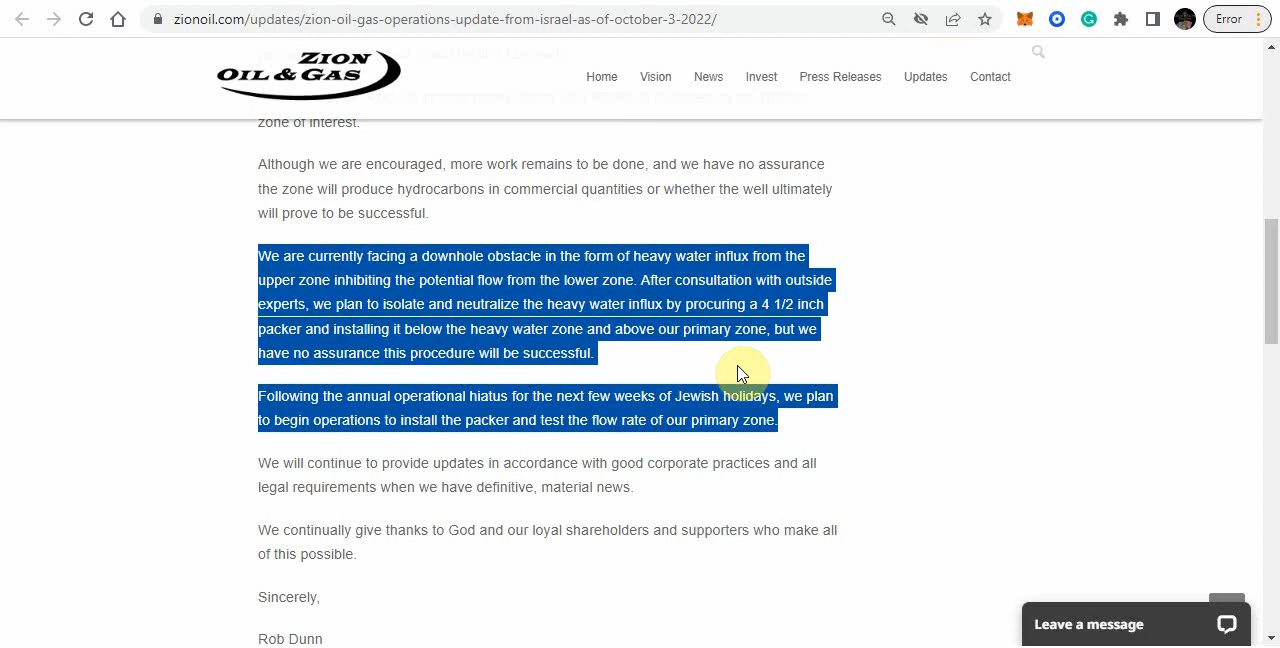 zionoil.com/updates/zion-oil-gas-operations-update-from-israel-as-of-october-3-2022/
Error
ZION
OIL & GAS
Home Vision News Invest Press Releases Updates Contact
zone of interest.
Although we are encouraged, more work remains to be done, and we have no assurance
the zone will produce hydrocarbons in commercial quantities or whether the well ultimately
will prove to be successful.
We are currently facing a downhole obstacle in the form of heavy water influx from the
upper zone inhibiting the potential flow from the lower zone. After consultation with outside
experts, we plan to isolate and neutralize the heavy water influx by procuring a 4 1/2 inch
packer and installing it below the heavy water zone and above our primary zone, but we
have no assurance this procedure will be successful.
Following the annual operational hiatus for the next few weeks of Jewish holidays, we plan
to begin operations to install the packer and test the flow rate of our primary zone.
We will continue to provide updates in accordance with good corporate practices and all
legal requirements when we have definitive, material news.
We continually give thanks to God and our loyal shareholders and supporters who make all
of this possible.
Sincerely,
Rob Dunn
Leave a message